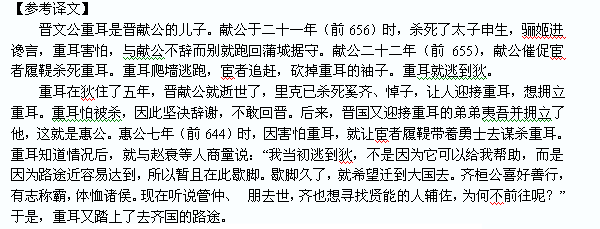 【参考译文】
晋文公重耳是晋献公的儿子。献公于二十一年（前 656）时，杀死了太子申生，骊姬进
谗言，重耳害怕，与献公不辞而别就跑回蒲城据守。献公二十二年（前 655），献公催促宦
者履鞮杀死重耳。重耳爬墙逃跑，宦者追赶，砍掉重耳的袖子。重耳就逃到狄。
重耳在狄住了五年，晋献公就逝世了，里克已杀死奚齐、悼子，让人迎接重耳，想拥立
重耳。重耳怕被杀，因此坚决辞谢，不敢回晋。后来，晋国又迎接重耳的弟弟夷吾并拥立了
他，这就是惠公。惠公七年（前 644）时，因害怕重耳，就让宦者履鞮带着勇士去谋杀重耳。
重耳知道情况后，就与赵衰等人商量说：“我当初逃到狄，不是因为它可以给我帮助，而是
因为路途近容易达到，所以暂且在此歇脚。歇脚久了，就希望迁到大国去。齐桓公喜好善行，
有志称霸，体恤诸侯。现在听说管仲、 朋去世，齐也想寻找贤能的人辅佐，为何不前往呢？”
于是，重耳又踏上了去齐国的路途。